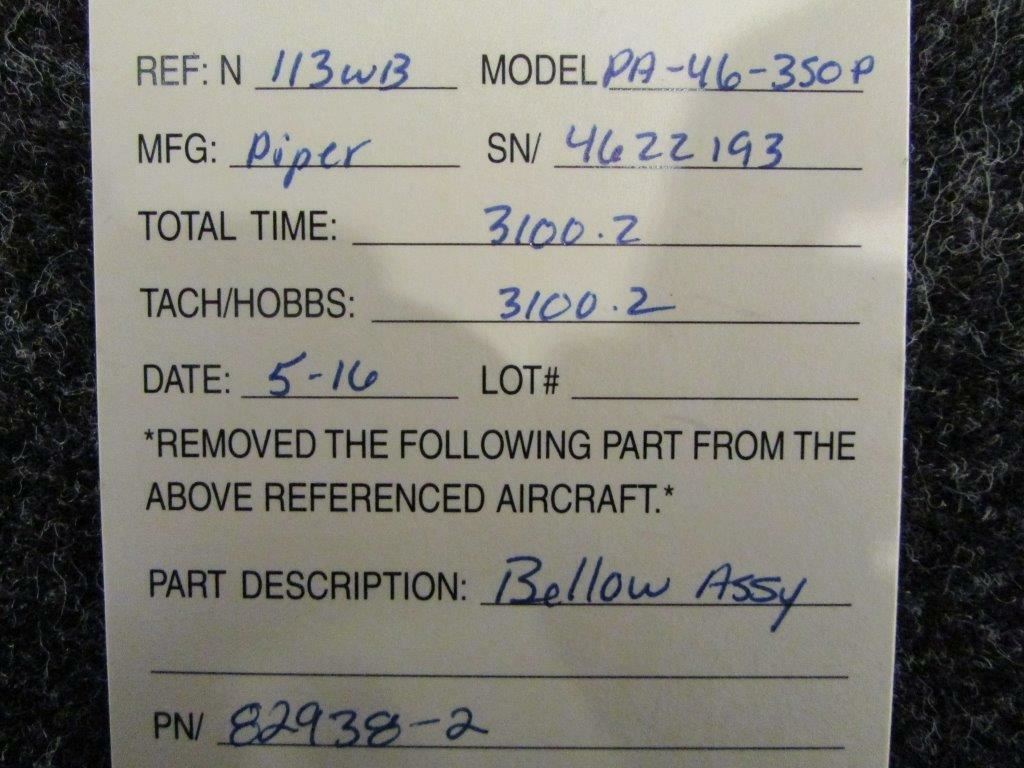 REF: N 113WB MODEL PA-46-350P
MFG: Piper SN/ 4622193
TOTAL TIME: 3100.2
TACH/HOBBS: 3100.2
DATE: 5-16 LOT#
*REMOVED THE FOLLOWING PART FROM THE
ABOVE REFERENCED AIRCRAFT.*
PART DESCRIPTION: Bellow Assy
PN/ 82938-2